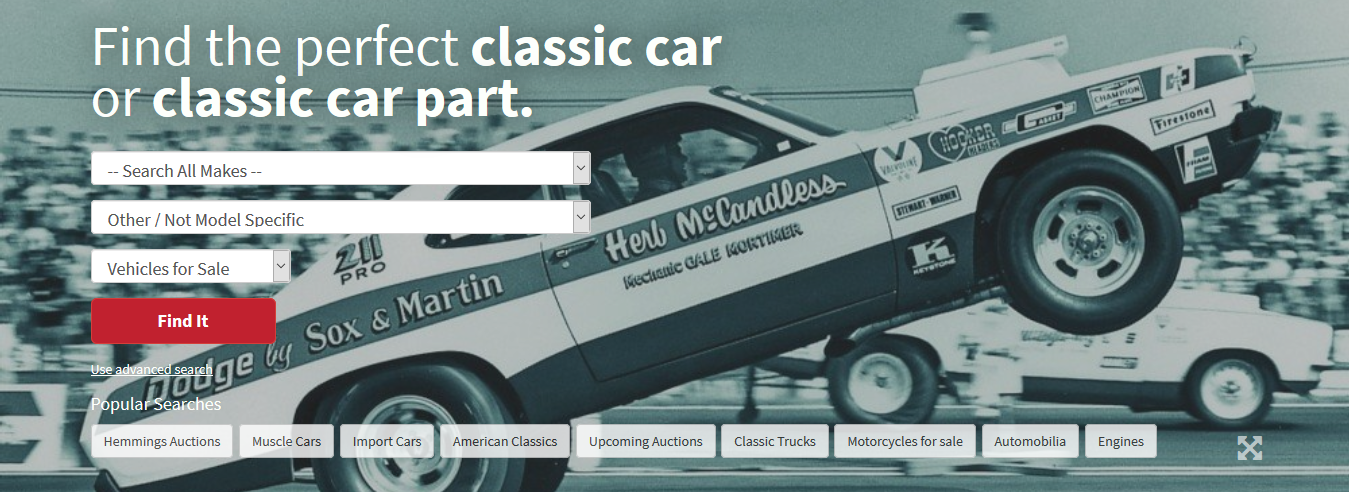 Find the perfect classic car
or classic car part.
-- Search All Makes --
Other / Not Model Specific
Vehicles for Sale
Find It
Use advanced search
Popular Searches
Hemmings Auctions
Muscle Cars
Import Cars
American Classics
Upcoming Auctions
Classic Trucks
Motorcycles for sale
Automobilia
Engines
211
PRO
Dodge by Sox & Martin
Herb McCandless
Mechanic GALE MORTIMER
VALVOLINE
HOOKER
HEADERS
GASKET
CHAMPION
Firestone
FRAM
STEWART-WARNER
K
KEYSTONE